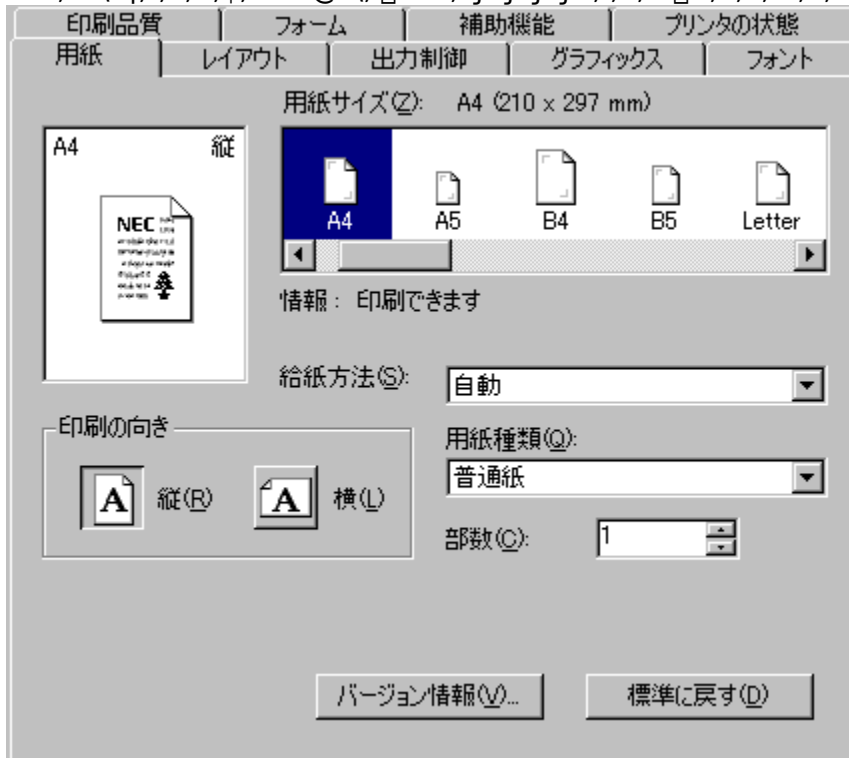 印刷品質 フォーム 補助機能 プリンタの状態
用紙 レイアウト 出力制御 グラフィックス フォント
用紙サイズ(Z): A4 (210 x 297 mm)
A4 縦
NEC
A4 A5 B4 B5 Letter
情報： 印刷できます
給紙方法(S): 自動
印刷の向き
縦(R) 横(L)
用紙種類(Q):
普通紙
部数(C): 1
バージョン情報(V)... 標準に戻す(D)